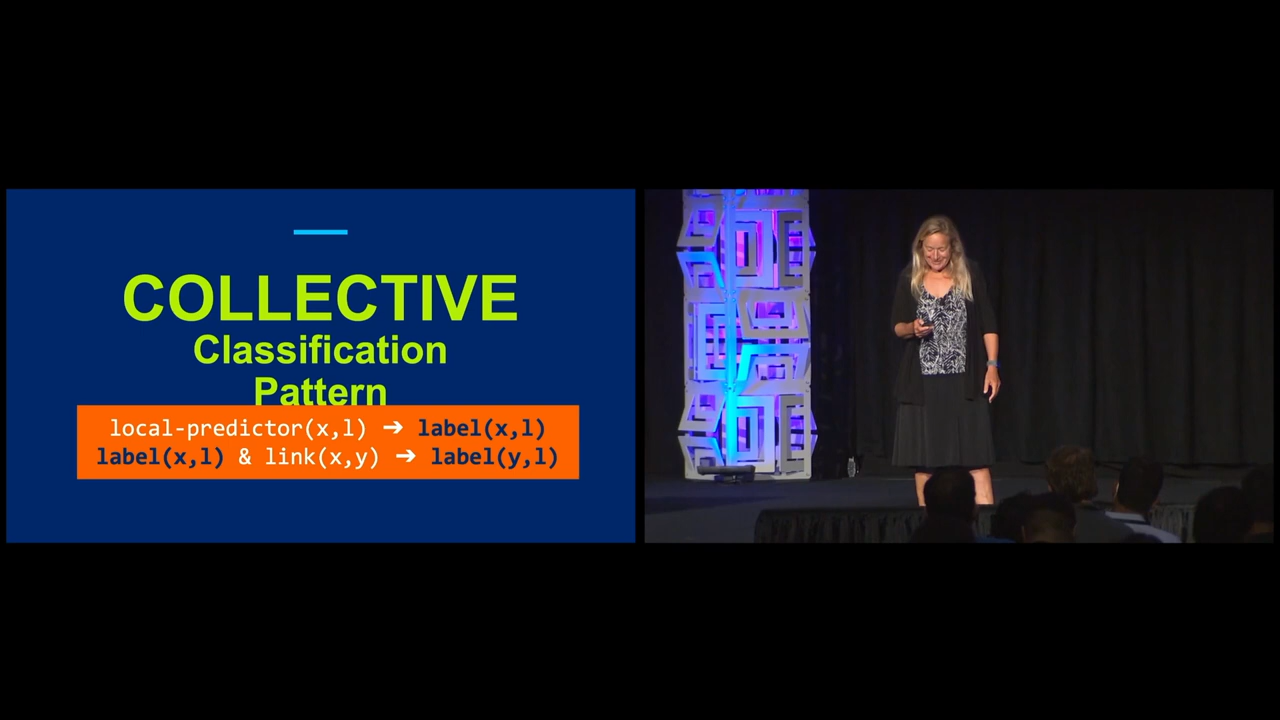 COLLECTIVE
Classification
Pattern
local-predictor(x,l) ➔ label(x,l)
label(x,l) & link(x,y) ➔ label(y,l)